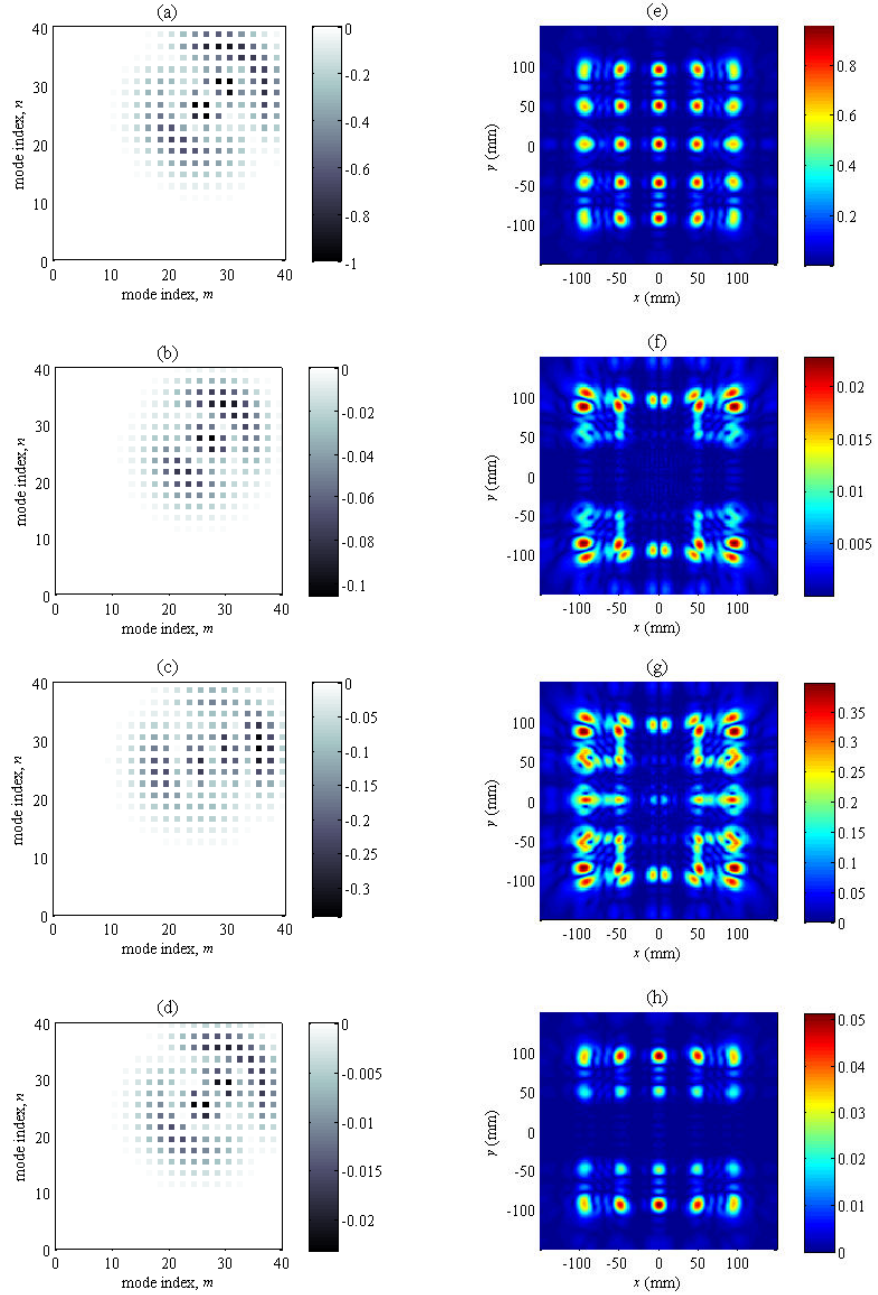 (a)
mode index, n
40
30
20
10
0
0 10 20 30 40
mode index, m
-0
-0.2
-0.4
-0.6
-0.8
-1
(e)
y (mm)
100
50
0
-50
-100
-100 -50 0 50 100
x (mm)
0.8
0.6
0.4
0.2
(b)
mode index, n
40
30
20
10
0
0 10 20 30 40
mode index, m
0
-0.02
-0.04
-0.06
-0.08
-0.1
(f)
y (mm)
100
50
0
-50
-100
-100 -50 0 50 100
x (mm)
0.02
0.015
0.01
0.005
(c)
mode index, n
40
30
20
10
0
0 10 20 30 40
mode index, m
0
-0.05
-0.1
-0.15
-0.2
-0.25
-0.3
(g)
y (mm)
100
50
0
-50
-100
-100 -50 0 50 100
x (mm)
0.35
0.3
0.25
0.2
0.15
0.1
0.05
0
(d)
mode index, n
40
30
20
10
0
0 10 20 30 40
mode index, m
0
-0.005
-0.01
-0.015
-0.02
(h)
y (mm)
100
50
0
-50
-100
-100 -50 0 50 100
x (mm)
0.05
0.04
0.03
0.02
0.01
0